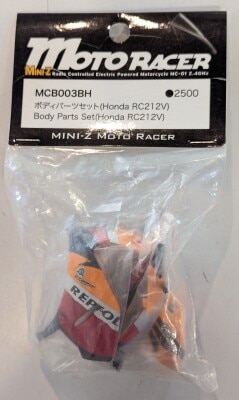 MOTO RACER
MINI-Z Radio Controlled Electric Powered Motorcycle MC-01 2.4GHz
MCB003BH ●2500
ボディパーツセット(Honda RC212V)
Body Parts Set(Honda RC212V)
MINI-Z MOTO RACER
REPSOL